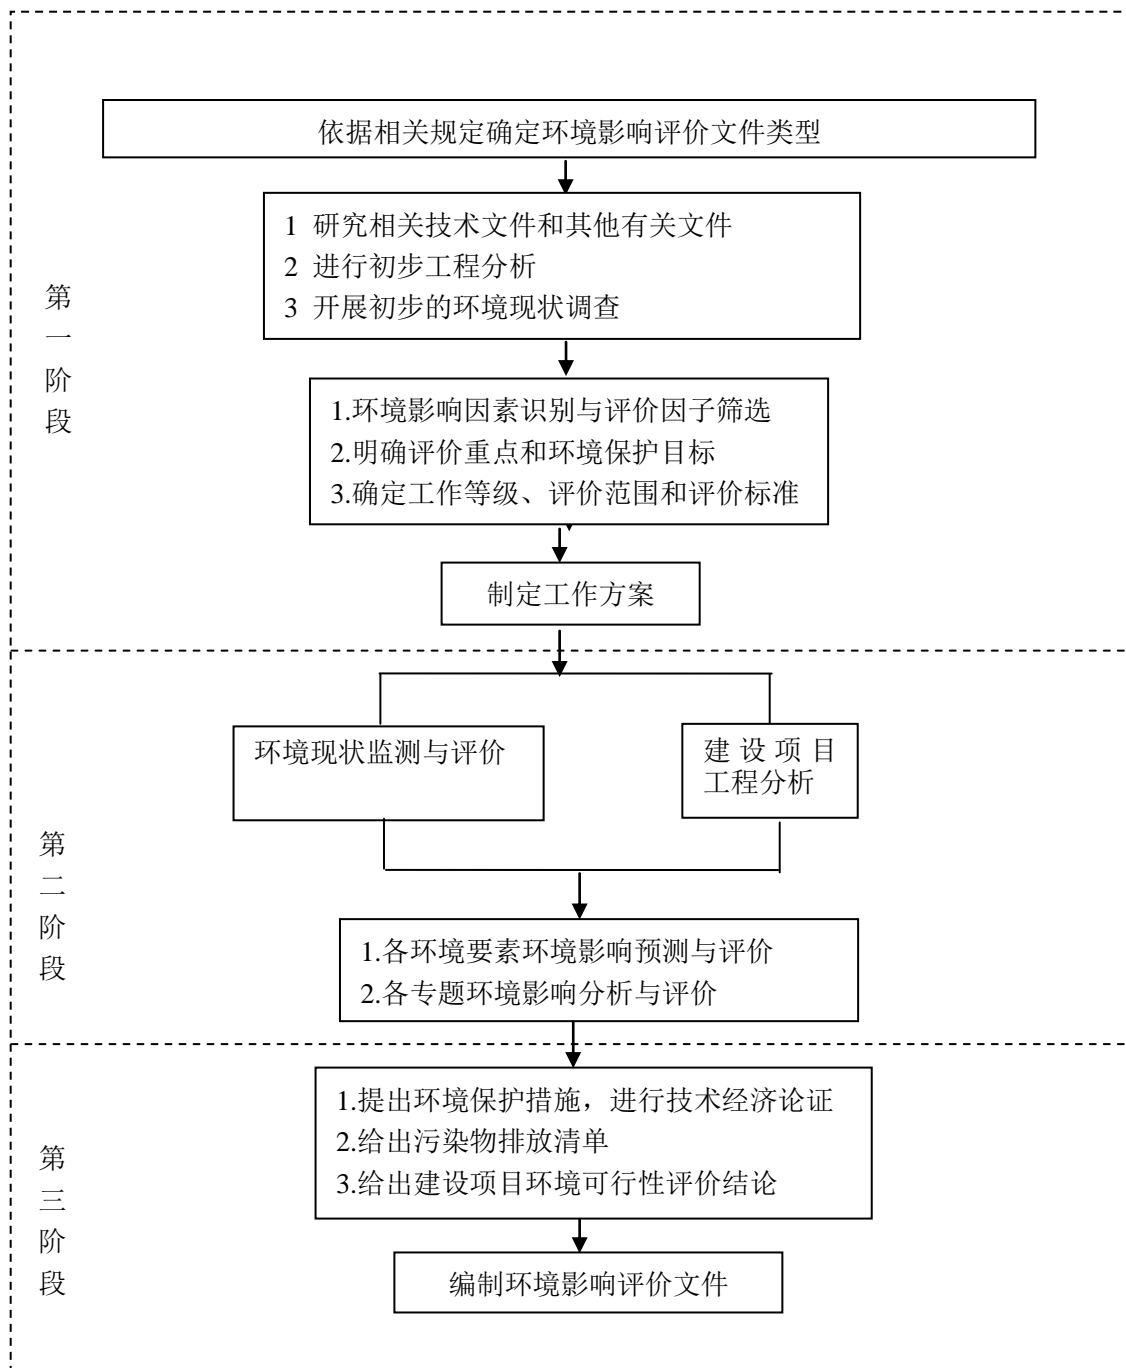 依据相关规定确定环境影响评价文件类型
1 研究相关技术文件和其他有关文件
2 进行初步工程分析
3 开展初步的环境现状调查
第
一
阶
段
1.环境影响因素识别与评价因子筛选
2.明确评价重点和环境保护目标
3.确定工作等级、评价范围和评价标准
制定工作方案
环境现状监测与评价
建设项目
工程分析
第
二
阶
段
1.各环境要素环境影响预测与评价
2.各专题环境影响分析与评价
1.提出环境保护措施，进行技术经济论证
2.给出污染物排放清单
3.给出建设项目环境可行性评价结论
第
三
阶
段
编制环境影响评价文件